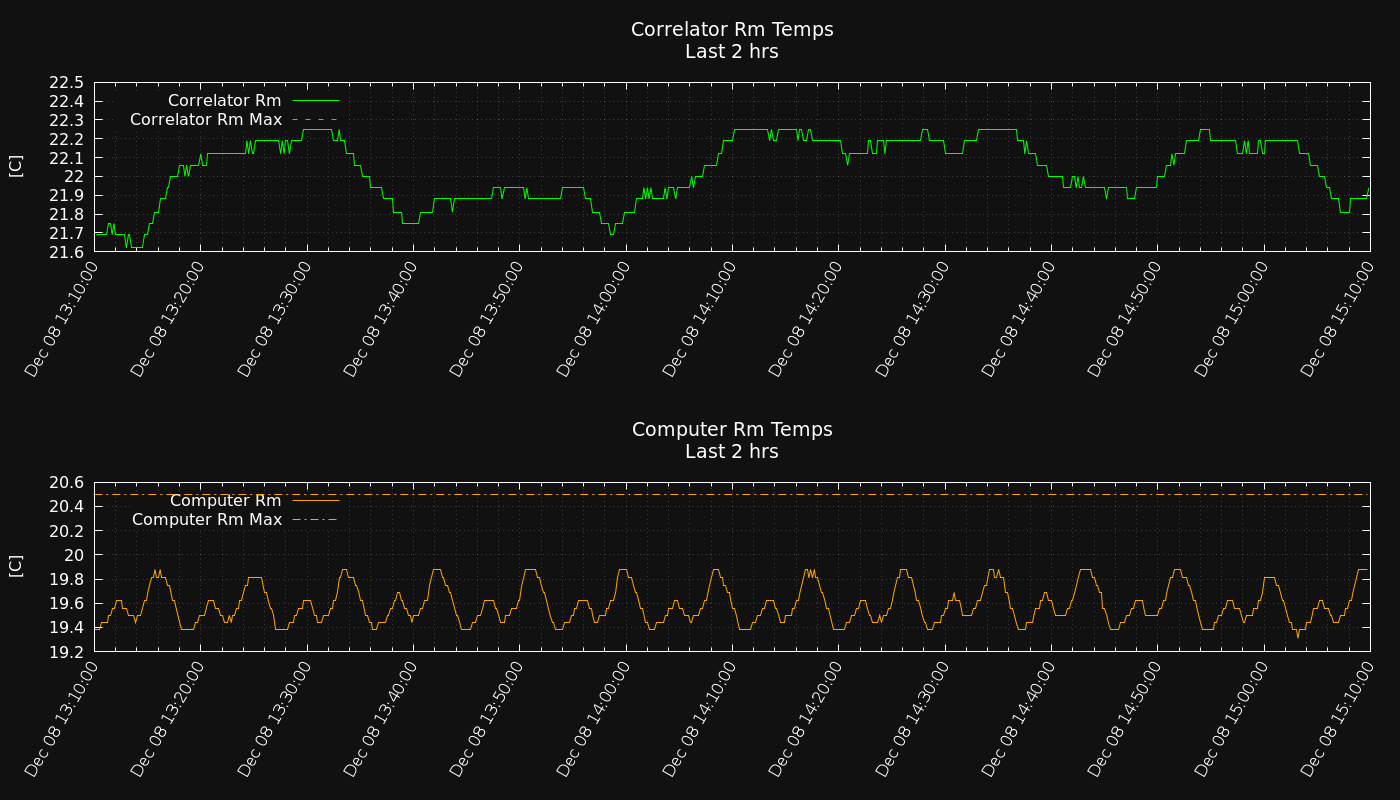 Correlator Rm Temps
Last 2 hrs
22.5
22.4
22.3
22.2
22.1
22
21.9
21.8
21.7
21.6
[C]
Correlator Rm
Correlator Rm Max
Dec 08 13:10:00
Dec 08 13:20:00
Dec 08 13:30:00
Dec 08 13:40:00
Dec 08 13:50:00
Dec 08 14:00:00
Dec 08 14:10:00
Dec 08 14:20:00
Dec 08 14:30:00
Dec 08 14:40:00
Dec 08 14:50:00
Dec 08 15:00:00
Dec 08 15:10:00
Computer Rm Temps
Last 2 hrs
20.6
20.4
20.2
20
19.8
19.6
19.4
19.2
[C]
Computer Rm
Computer Rm Max
Dec 08 13:10:00
Dec 08 13:20:00
Dec 08 13:30:00
Dec 08 13:40:00
Dec 08 13:50:00
Dec 08 14:00:00
Dec 08 14:10:00
Dec 08 14:20:00
Dec 08 14:30:00
Dec 08 14:40:00
Dec 08 14:50:00
Dec 08 15:00:00
Dec 08 15:10:00